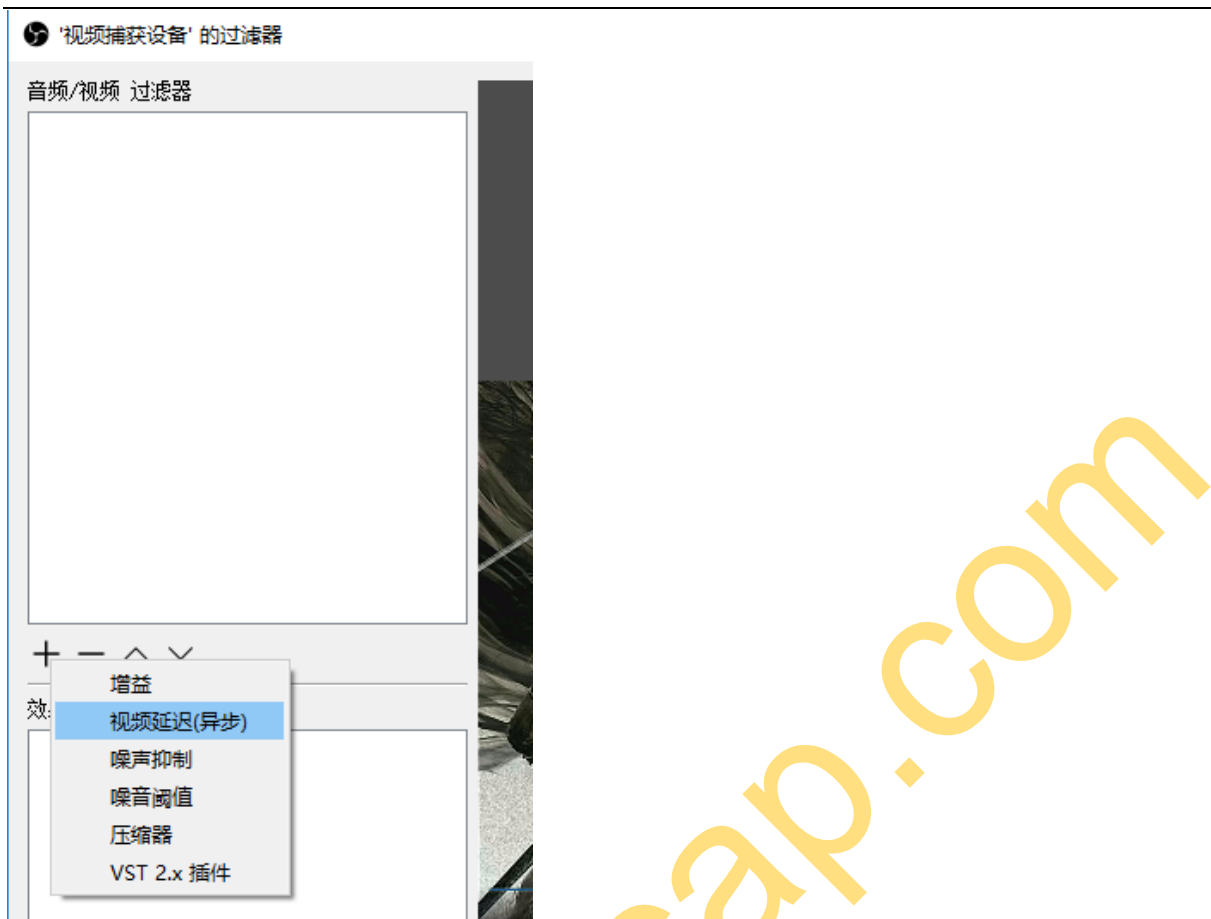 '视频捕获设备' 的过滤器
音频/视频 过滤器
增益
效
视频延迟(异步)
噪声抑制
噪音阈值
压缩器
VST 2.x 插件
ap.com